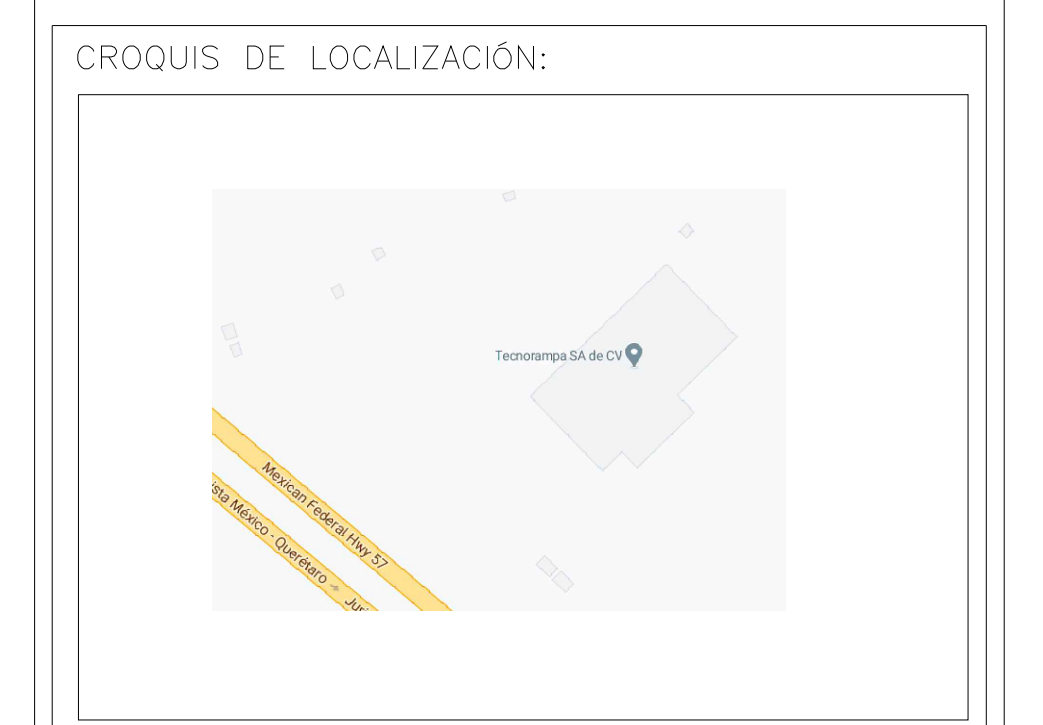 CROQUIS DE LOCALIZACIÓN:
Tecnorampa SA de CV
Mexican Federal Hwy 57
ista México - Querétaro